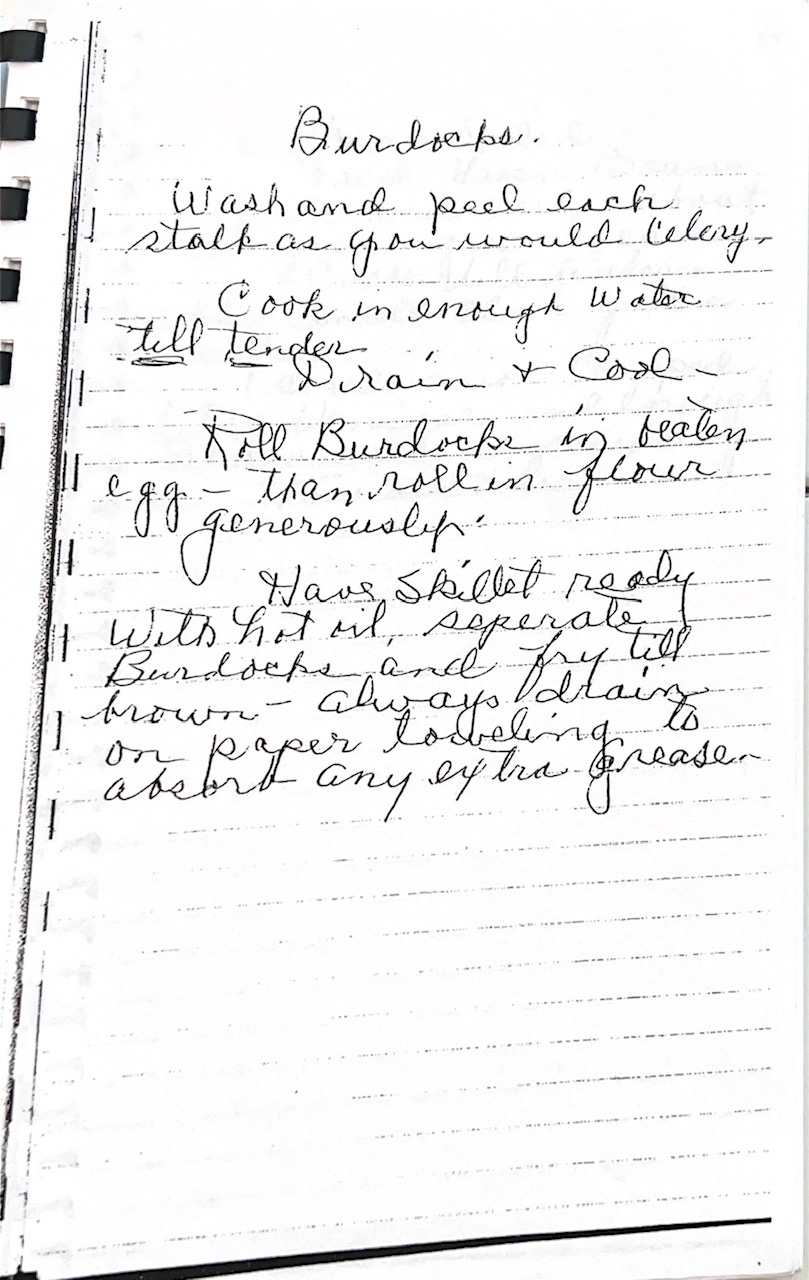 Burdocks.
Wash and peel each
stalk as you would Celery -
Cook in enough Water
till tender
Drain + Cool -
Roll Burdocks in beaten
egg - than roll in flour
generously.
Have Skillet ready
With hot oil, seperate
Burdocks and fry till
brown - always drain
on paper toweling to
absorb any extra grease -